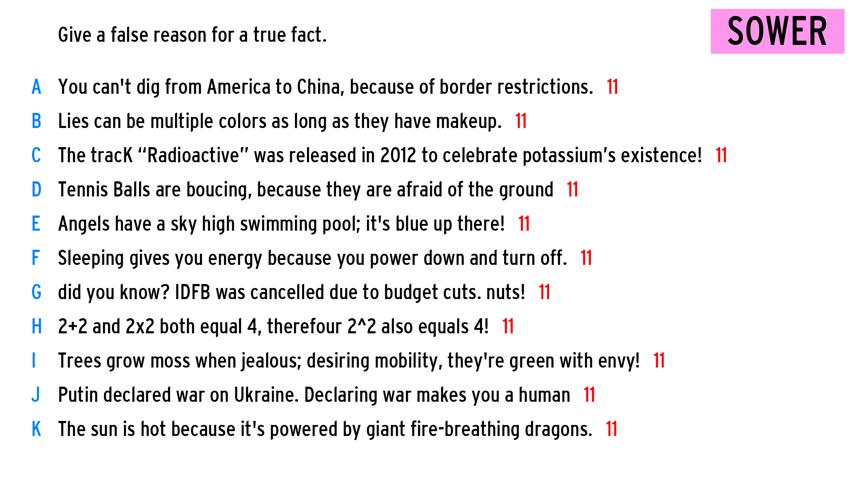 Give a false reason for a true fact.
SOWER
A You can't dig from America to China, because of border restrictions. 11
B Lies can be multiple colors as long as they have makeup. 11
C The tracK “Radioactive” was released in 2012 to celebrate potassium’s existence! 11
D Tennis Balls are boucing, because they are afraid of the ground 11
E Angels have a sky high swimming pool; it's blue up there! 11
F Sleeping gives you energy because you power down and turn off. 11
G did you know? IDFB was cancelled due to budget cuts. nuts! 11
H 2+2 and 2x2 both equal 4, therefour 2^2 also equals 4! 11
I Trees grow moss when jealous; desiring mobility, they're green with envy! 11
J Putin declared war on Ukraine. Declaring war makes you a human 11
K The sun is hot because it's powered by giant fire-breathing dragons. 11